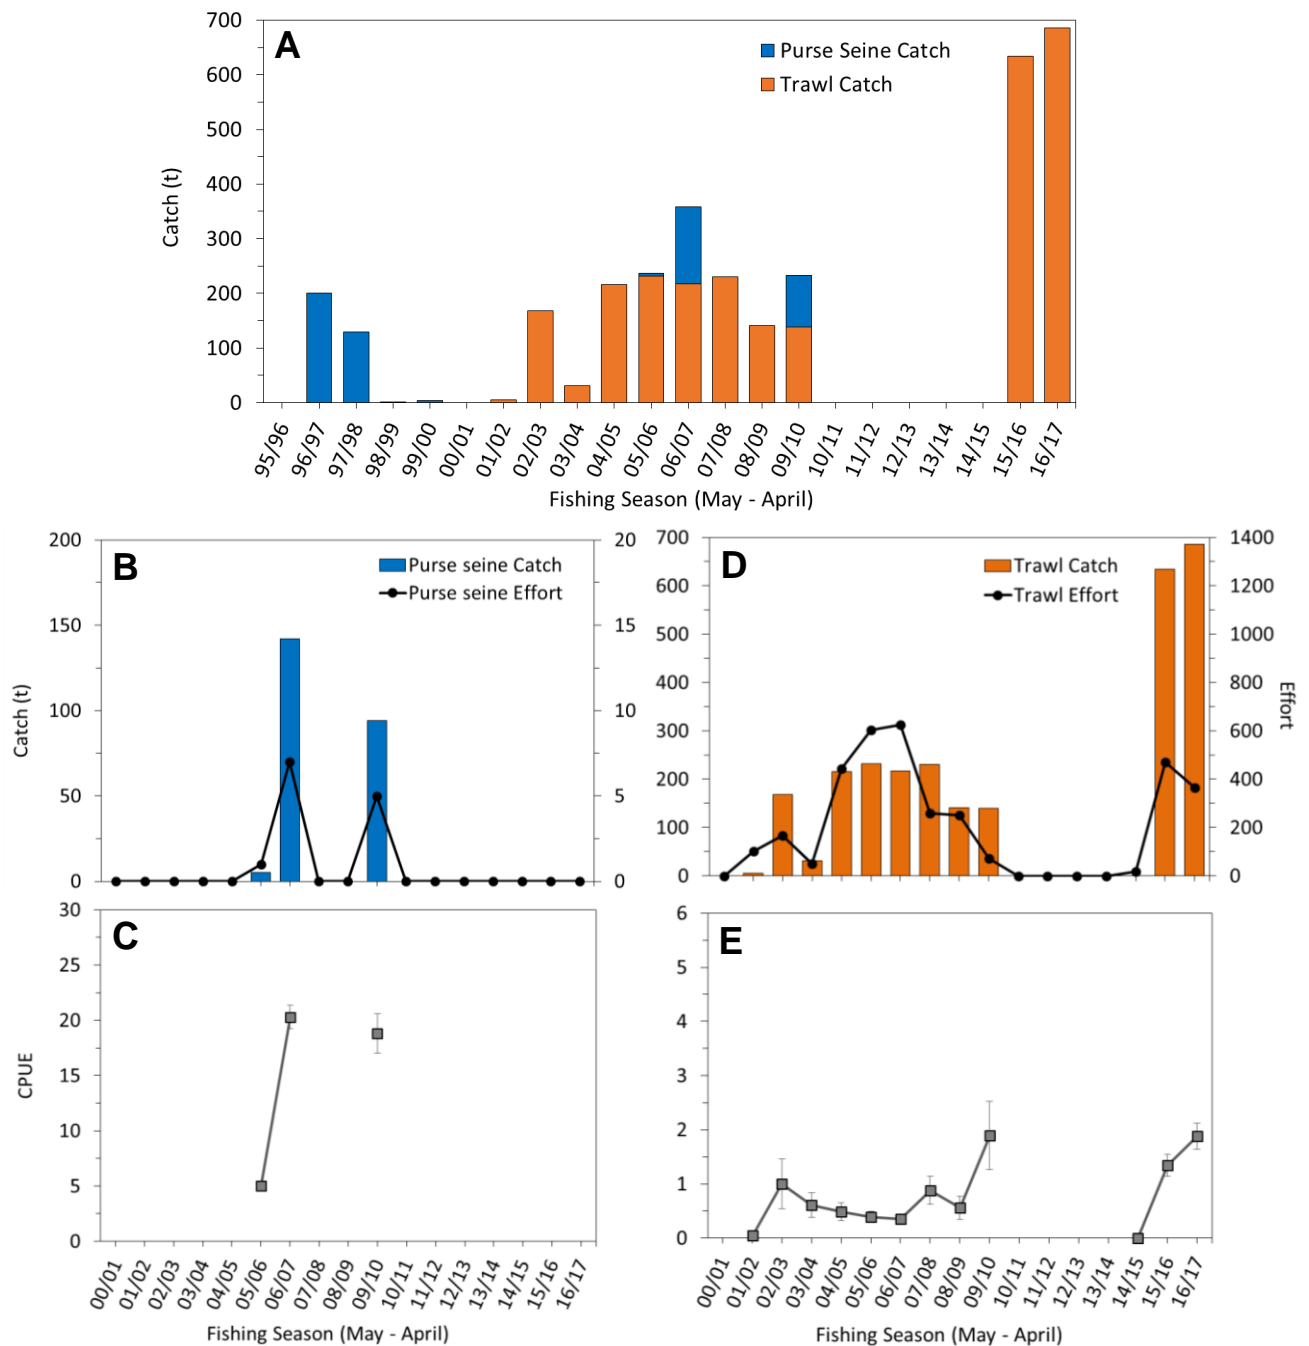 A
Purse Seine Catch
Trawl Catch
Catch (t)
700
600
500
400
300
200
100
0
95/96 96/97 97/98 98/99 99/00 00/01 01/02 02/03 03/04 04/05 05/06 06/07 07/08 08/09 09/10 10/11 11/12 12/13 13/14 14/15 15/16 16/17
Fishing Season (May - April)
B
Purse seine Catch
Purse seine Effort
Catch (t)
200
150
100
50
0
20
15
10
5
0
D
Trawl Catch
Trawl Effort
700
600
500
400
300
200
100
0
1400
1200
1000
800
600
400
200
0
Effort
C
CPUE
30
25
20
15
10
5
0
00/01 01/02 02/03 03/04 04/05 05/06 06/07 07/08 08/09 09/10 10/11 11/12 12/13 13/14 14/15 15/16 16/17
Fishing Season (May - April)
E
6
5
4
3
2
1
0
00/01 01/02 02/03 03/04 04/05 05/06 06/07 07/08 08/09 09/10 10/11 11/12 12/13 13/14 14/15 15/16 16/17
Fishing Season (May - April)